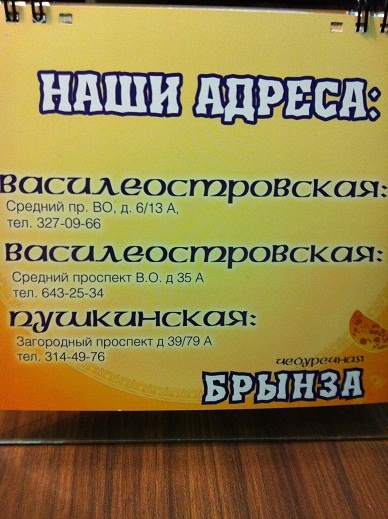 НАШИ АДРЕСА:
ВАСИЛЕОСТРОВСКАЯ:
Средний пр. ВО, д. 6/13 А,
тел. 327-09-66
ВАСИЛЕОСТРОВСКАЯ:
Средний проспект В.О. д 35 А
тел. 643-25-34
ПУШКИНСКАЯ:
Загородный проспект д 39/79 А
тел. 314-49-76
чебуречная
БРЫНЗА